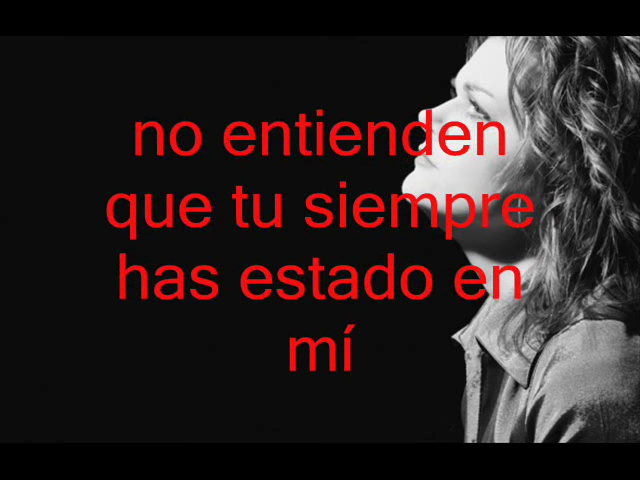 no entienden
que tu siempre
has estado en
mí